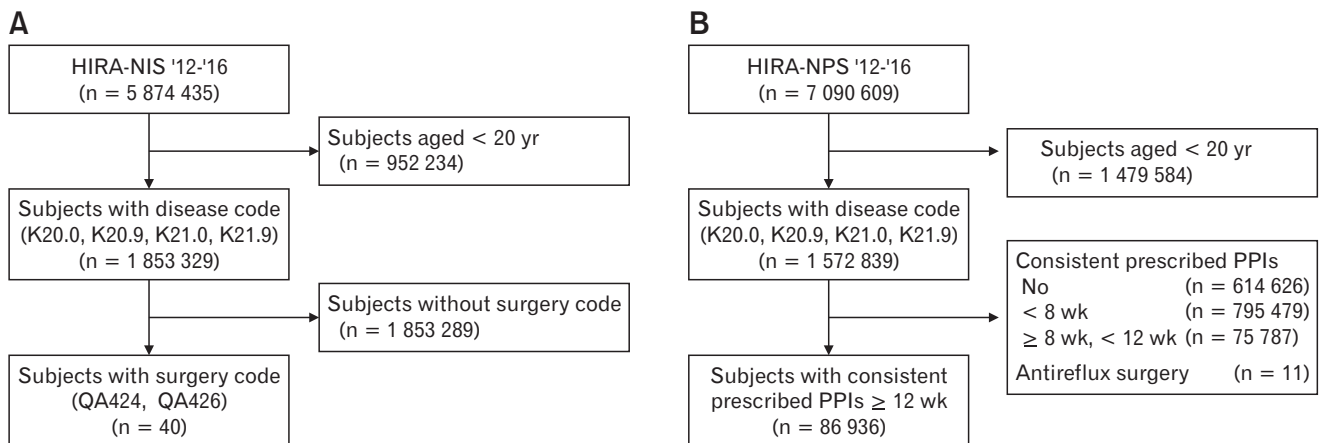 A
HIRA-NIS '12-'16
(n = 5 874 435)
Subjects aged < 20 yr
(n = 952 234)
Subjects with disease code
(K20.0, K20.9, K21.0, K21.9)
(n = 1 853 329)
Subjects without surgery code
(n = 1 853 289)
Subjects with surgery code
(QA424, QA426)
(n = 40)
B
HIRA-NPS '12-'16
(n = 7 090 609)
Subjects aged < 20 yr
(n = 1 479 584)
Subjects with disease code
(K20.0, K20.9, K21.0, K21.9)
(n = 1 572 839)
Consistent prescribed PPIs
No (n = 614 626)
< 8 wk (n = 795 479)
≥ 8 wk, < 12 wk (n = 75 787)
Antireflux surgery (n = 11)
Subjects with consistent
prescribed PPIs ≥ 12 wk
(n = 86 936)